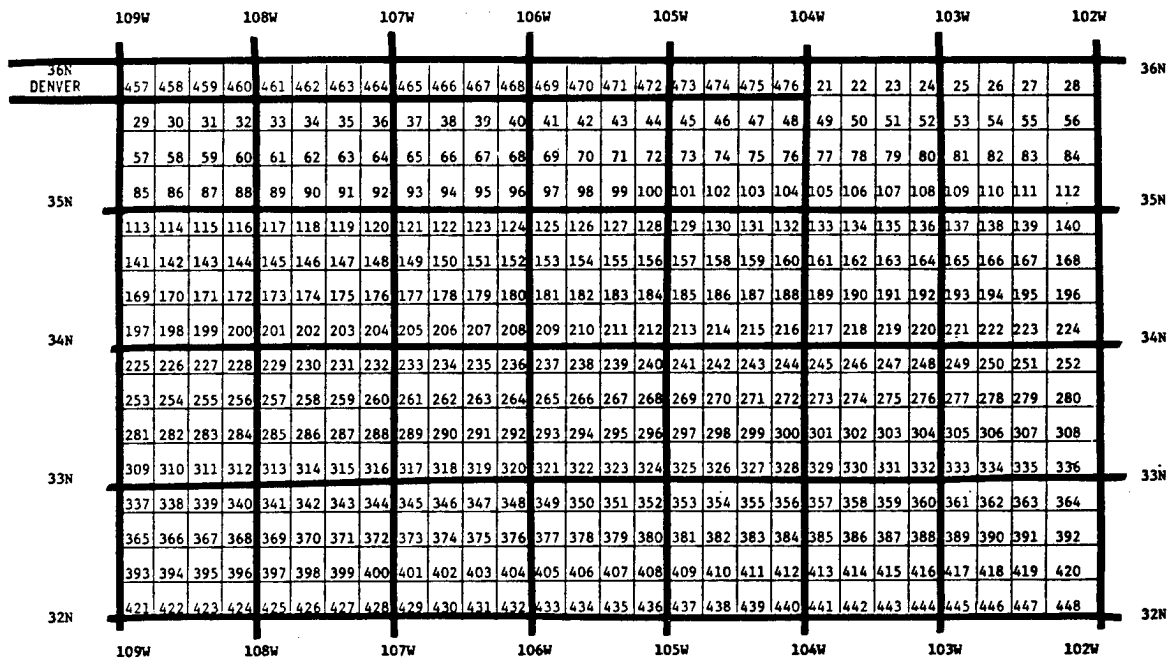 109W 108W 107W 106W 105W 104W 103W 102W
36N 36N
DENVER 457 458 459 460 461 462 463 464 465 466 467 468 469 470 471 472 473 474 475 476 21 22 23 24 25 26 27 28
29 30 31 32 33 34 35 36 37 38 39 40 41 42 43 44 45 46 47 48 49 50 51 52 53 54 55 56
57 58 59 60 61 62 63 64 65 66 67 68 69 70 71 72 73 74 75 76 77 78 79 80 81 82 83 84
85 86 87 88 89 90 91 92 93 94 95 96 97 98 99 100 101 102 103 104 105 106 107 108 109 110 111 112
35N 35N
113 114 115 116 117 118 119 120 121 122 123 124 125 126 127 128 129 130 131 132 133 134 135 136 137 138 139 140
141 142 143 144 145 146 147 148 149 150 151 152 153 154 155 156 157 158 159 160 161 162 163 164 165 166 167 168
169 170 171 172 173 174 175 176 177 178 179 180 181 182 183 184 185 186 187 188 189 190 191 192 193 194 195 196
197 198 199 200 201 202 203 204 205 206 207 208 209 210 211 212 213 214 215 216 217 218 219 220 221 222 223 224
34N 34N
225 226 227 228 229 230 231 232 233 234 235 236 237 238 239 240 241 242 243 244 245 246 247 248 249 250 251 252
253 254 255 256 257 258 259 260 261 262 263 264 265 266 267 268 269 270 271 272 273 274 275 276 277 278 279 280
281 282 283 284 285 286 287 288 289 290 291 292 293 294 295 296 297 298 299 300 301 302 303 304 305 306 307 308
309 310 311 312 313 314 315 316 317 318 319 320 321 322 323 324 325 326 327 328 329 330 331 332 333 334 335 336
33N 33N
337 338 339 340 341 342 343 344 345 346 347 348 349 350 351 352 353 354 355 356 357 358 359 360 361 362 363 364
365 366 367 368 369 370 371 372 373 374 375 376 377 378 379 380 381 382 383 384 385 386 387 388 389 390 391 392
393 394 395 396 397 398 399 400 401 402 403 404 405 406 407 408 409 410 411 412 413 414 415 416 417 418 419 420
421 422 423 424 425 426 427 428 429 430 431 432 433 434 435 436 437 438 439 440 441 442 443 444 445 446 447 448
32N 32N
109W 108W 107W 106W 105W 104W 103W 102W